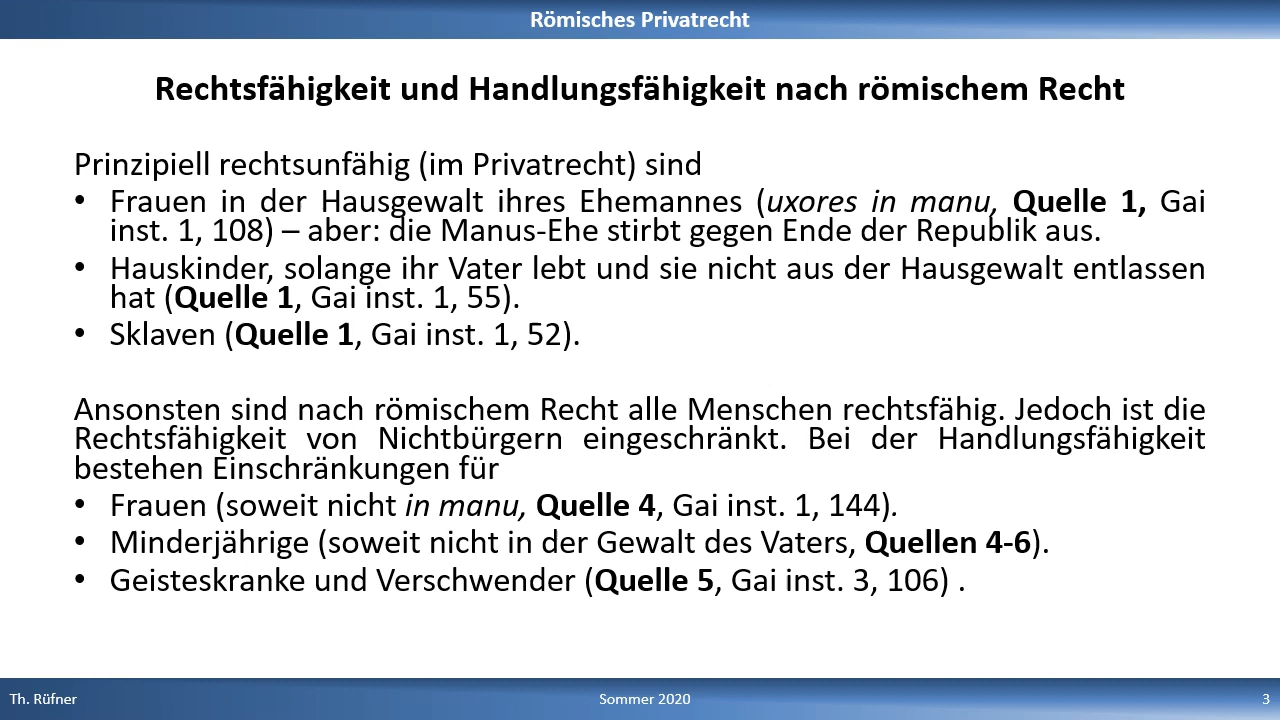 Römisches Privatrecht
Rechtsfähigkeit und Handlungsfähigkeit nach römischem Recht
Prinzipiell rechtsunfähig (im Privatrecht) sind
• Frauen in der Hausgewalt ihres Ehemannes (uxores in manu, Quelle 1, Gai
inst. 1, 108) – aber: die Manus-Ehe stirbt gegen Ende der Republik aus.
• Hauskinder, solange ihr Vater lebt und sie nicht aus der Hausgewalt entlassen
hat (Quelle 1, Gai inst. 1, 55).
• Sklaven (Quelle 1, Gai inst. 1, 52).
Ansonsten sind nach römischem Recht alle Menschen rechtsfähig. Jedoch ist die
Rechtsfähigkeit von Nichtbürgern eingeschränkt. Bei der Handlungsfähigkeit
bestehen Einschränkungen für
• Frauen (soweit nicht in manu, Quelle 4, Gai inst. 1, 144).
• Minderjährige (soweit nicht in der Gewalt des Vaters, Quellen 4-6).
• Geisteskranke und Verschwender (Quelle 5, Gai inst. 3, 106) .
Th. Rüfner
Sommer 2020
3